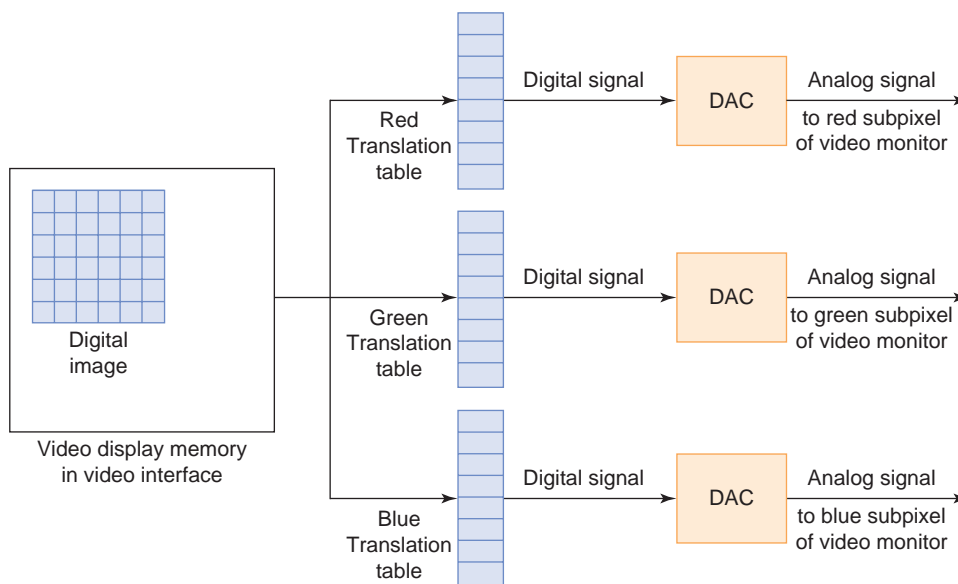 Digital signal
DAC
Analog signal
to red subpixel
of video monitor
Red
Translation
table
Digital
image
Video display memory
in video interface
Digital signal
DAC
Analog signal
to green subpixel
of video monitor
Green
Translation
table
Digital signal
DAC
Analog signal
to blue subpixel
of video monitor
Blue
Translation
table